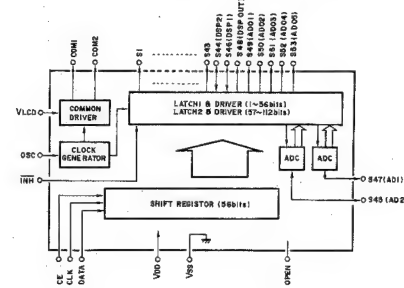 COM1
COM2
S1
S43
S44(DSP2)
S46(DSP1)
S48(DSP OUT)
S49(ADO1)
S50(ADO2)
S51(ADO3)
S52(ADO4)
S53(ADO5)
VLCD
COMMON
DRIVER
LATCH1 & DRIVER (1~56bits)
LATCH2 & DRIVER (57~112bits)
OSC
CLOCK
GENERATOR
ADC
ADC
INH
S47(AD1)
S45(AD2
SHIFT REGISTER (56bits)
CE
CLK
DATA
VDD
VSS
OPEN